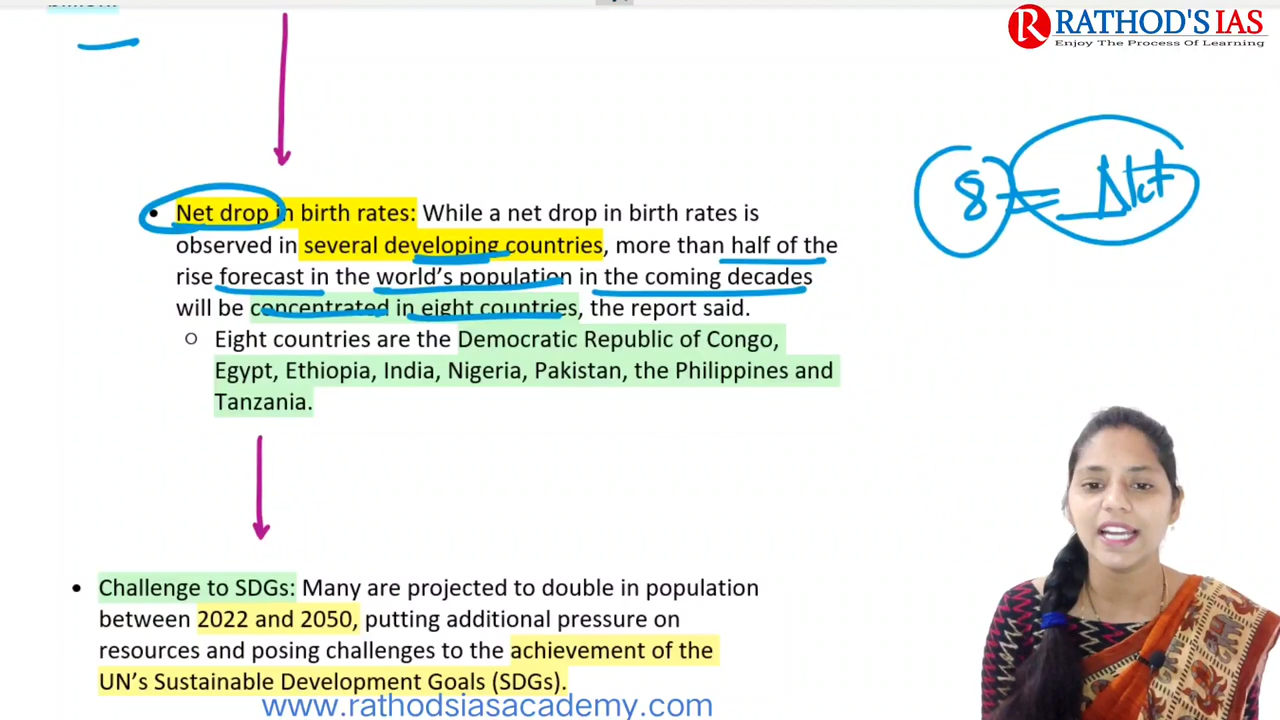 RATHOD'S IAS
Enjoy The Process Of Learning
8 =
Net drop in birth rates: While a net drop in birth rates is
observed in several developing countries, more than half of the
rise forecast in the world's population in the coming decades
will be concentrated in eight countries, the report said.
Eight countries are the Democratic Republic of Congo,
Egypt, Ethiopia, India, Nigeria, Pakistan, the Philippines and
Tanzania.
Challenge to SDGs: Many are projected to double in population
between 2022 and 2050, putting additional pressure on
resources and posing challenges to the achievement of the
UN's Sustainable Development Goals (SDGs).
www.rathodsiasacademy.com